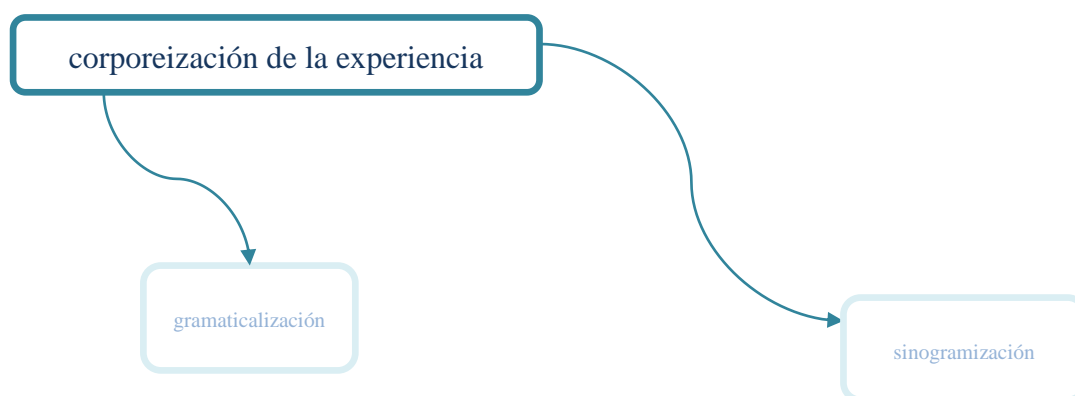 corporeización de la experiencia
gramaticalización
sinogramización